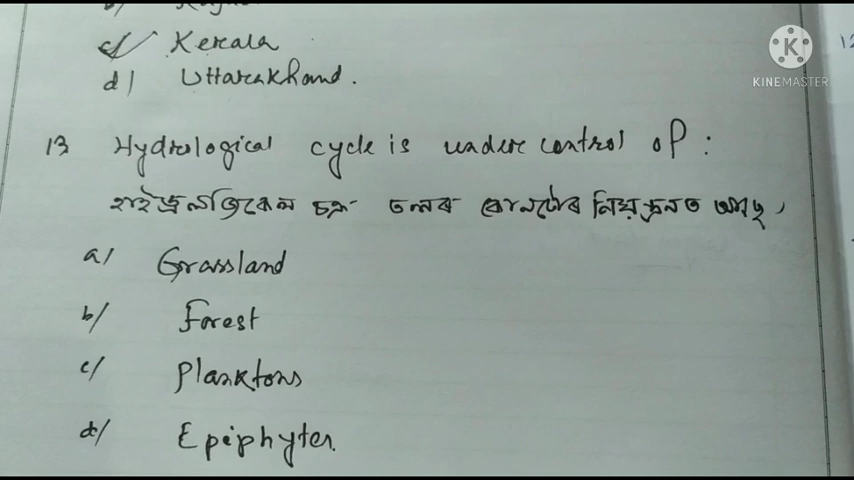 c/ Kerala
KINEMASTER
d| Uttarakhand.
13 Hydrological cycle is under control of :
হাইড্ৰলজিকেল চক্ৰ তলৰ কোনটোৰ নিয়ন্ত্ৰনত আছে,
a/ Grassland
b/ Forest
c/ Planktons
d/ Epiphytes.